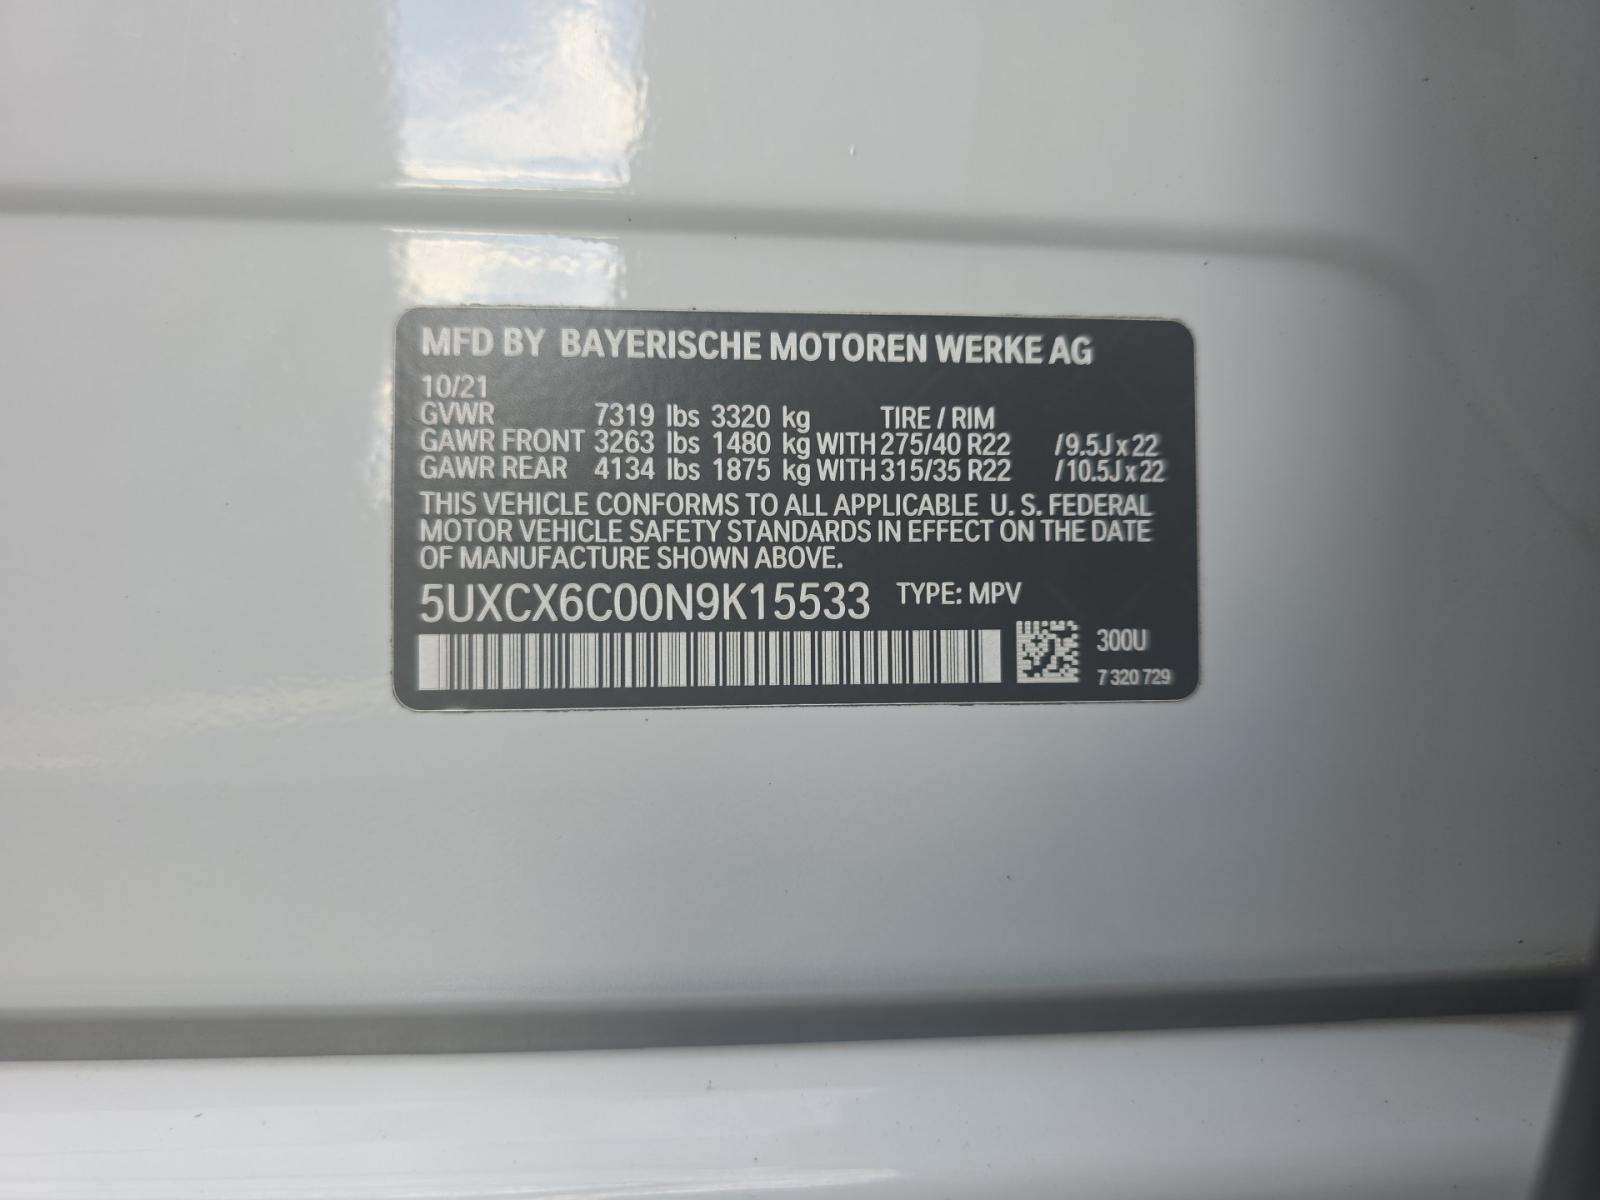 MFD BY BAYERISCHE MOTOREN WERKE AG
10/21
GVWR 7319 lbs 3320 kg TIRE / RIM
GAWR FRONT 3263 lbs 1480 kg WITH 275/40 R22 /9.5J x 22
GAWR REAR 4134 lbs 1875 kg WITH 315/35 R22 /10.5J x 22
THIS VEHICLE CONFORMS TO ALL APPLICABLE U. S. FEDERAL
MOTOR VEHICLE SAFETY STANDARDS IN EFFECT ON THE DATE
OF MANUFACTURE SHOWN ABOVE.
5UXCX6C00N9K15533 TYPE: MPV
300U
7 320 729